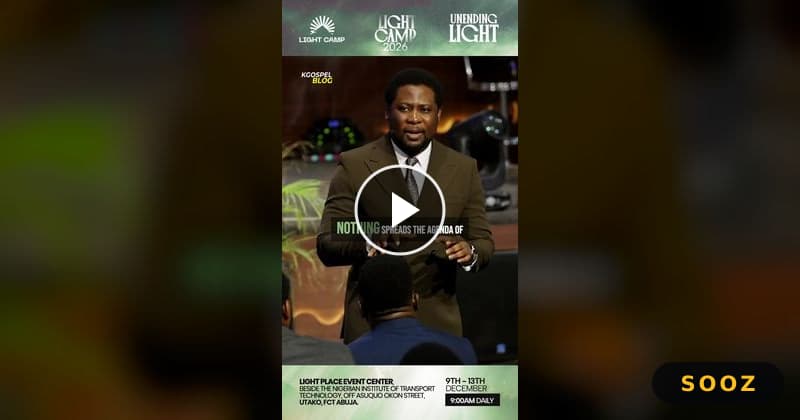 LIGHT CAMP
LIGHT
CAMP
2026
UNENDING
LIGHT
KGOSPEL
BLOG
NOTHING SPREADS THE AGENDA OF
LIGHT PLACE EVENT CENTER,
BESIDE THE NIGERIAN INSTITUTE OF TRANSPORT
TECHNOLOGY, OFF ASUQUO OKON STREET,
UTAKO, FCT ABUJA.
9TH - 13TH
DECEMBER
9:00AM DAILY
SOOZ